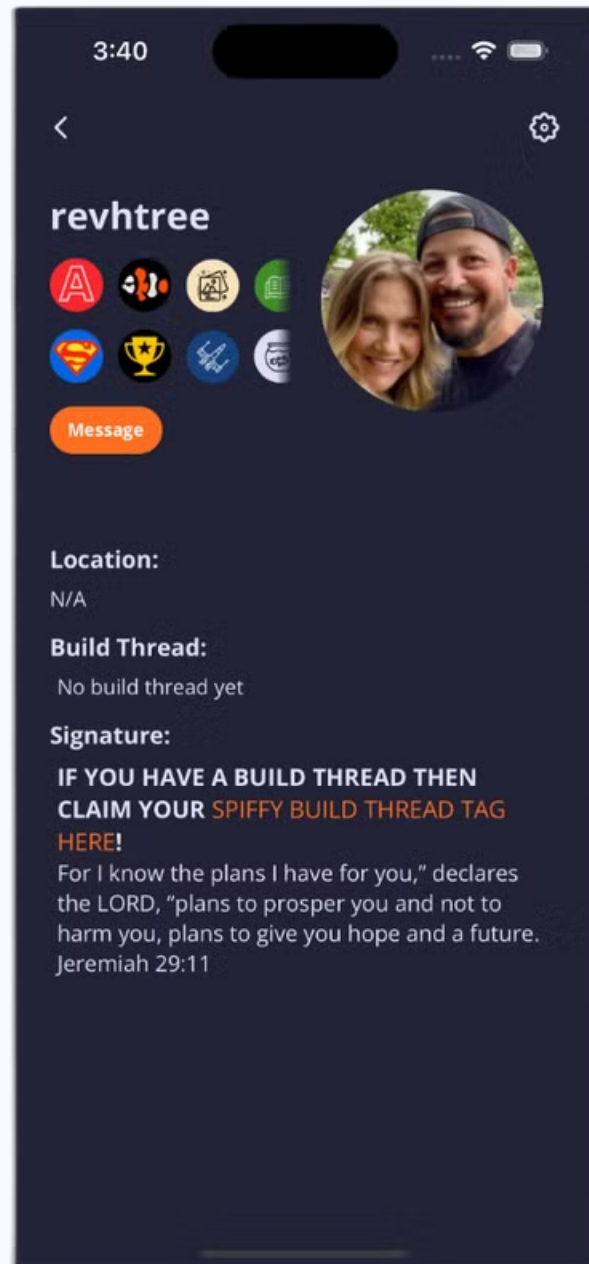 3:40
revhtree
A
Message
Location:
N/A
Build Thread:
No build thread yet
Signature:
IF YOU HAVE A BUILD THREAD THEN
CLAIM YOUR SPIFFY BUILD THREAD TAG
HERE!
For I know the plans I have for you,” declares
the LORD, “plans to prosper you and not to
harm you, plans to give you hope and a future.
Jeremiah 29:11